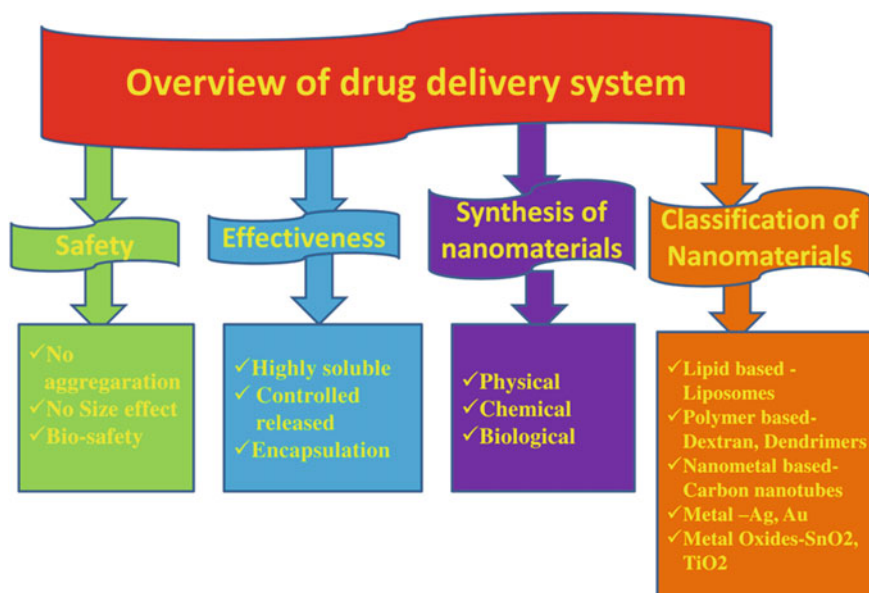 Overview of drug delivery system
Safety
Effectiveness
Synthesis of
nanomaterials
Classification of
Nanomaterials
✓No
aggregaration
✓No Size effect
✓Bio-safety
✓Highly soluble
✓ Controlled
released
✓Encapsulation
✓Physical
✓Chemical
✓Biological
✓Lipid based -
Liposomes
✓Polymer based-
Dextran, Dendrimers
✓Nanometal based-
Carbon nanotubes
✓Metal –Ag, Au
✓Metal Oxides-SnO2,
TiO2